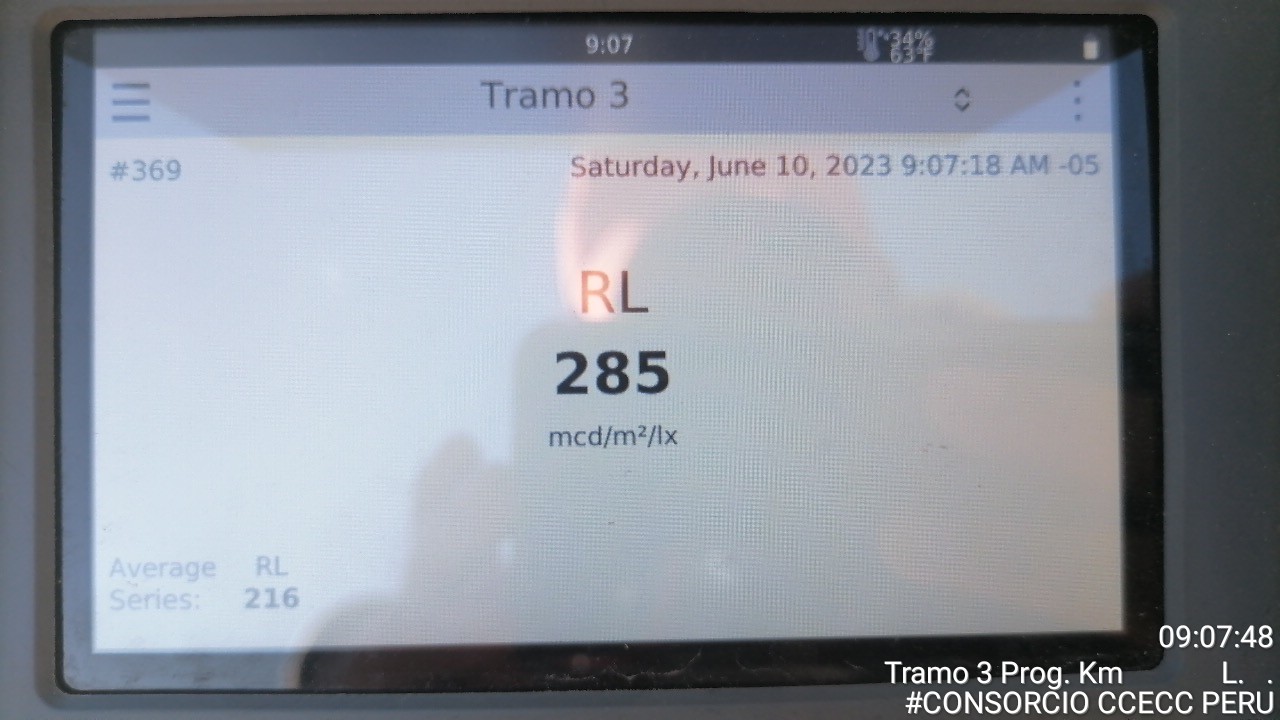 9:07
34%
63°F
Tramo 3
#369
Saturday, June 10, 2023 9:07:18 AM -05
RL
285
mcd/m²/lx
Average RL
Series: 216
09:07:48
Tramo 3 Prog. Km L. .
#CONSORCIO CCECC PERU